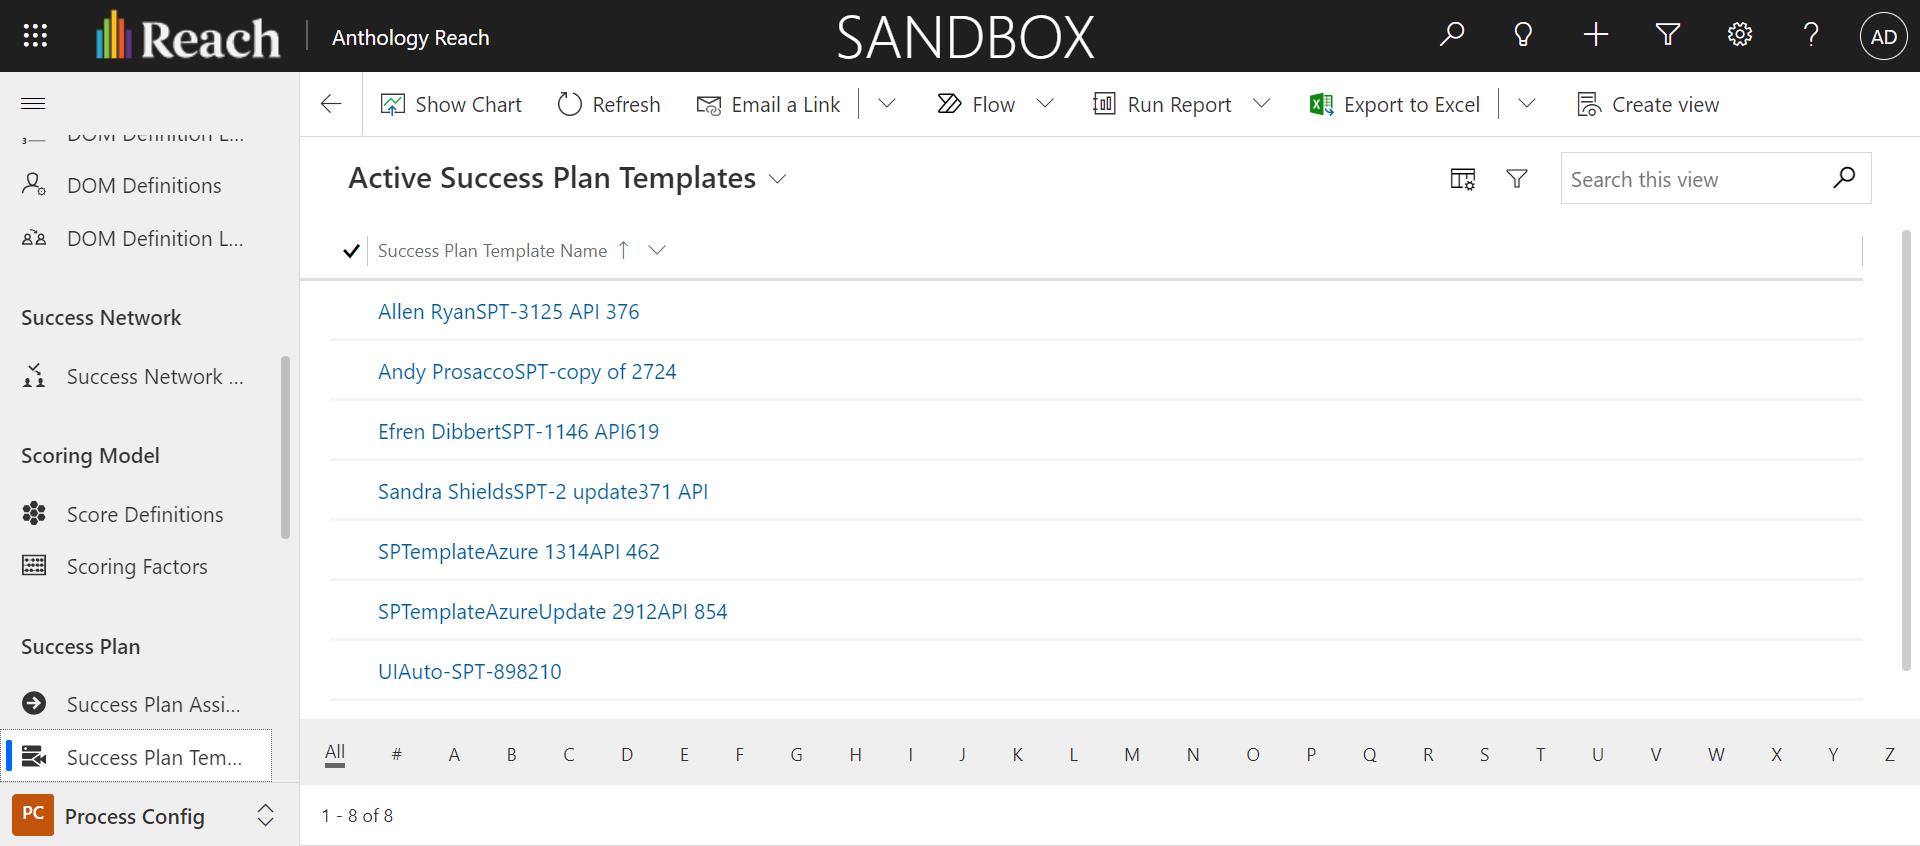 Reach
Anthology Reach
SANDBOX
AD
Show Chart
Refresh
Email a Link
Flow
Run Report
Export to Excel
Create view
DOM Definition L...
DOM Definitions
DOM Definition L...
Success Network
Success Network ...
Scoring Model
Score Definitions
Scoring Factors
Success Plan
Success Plan Assi...
Success Plan Tem...
PC
Process Config
Active Success Plan Templates
Search this view
Success Plan Template Name
Allen RyanSPT-3125 API 376
Andy ProsaccoSPT-copy of 2724
Efren DibbertSPT-1146 API619
Sandra ShieldsSPT-2 update371 API
SPTemplateAzure 1314API 462
SPTemplateAzureUpdate 2912API 854
UIAuto-SPT-898210
All # A B C D E F G H I J K L M N O P Q R S T U V W X Y Z
1 - 8 of 8